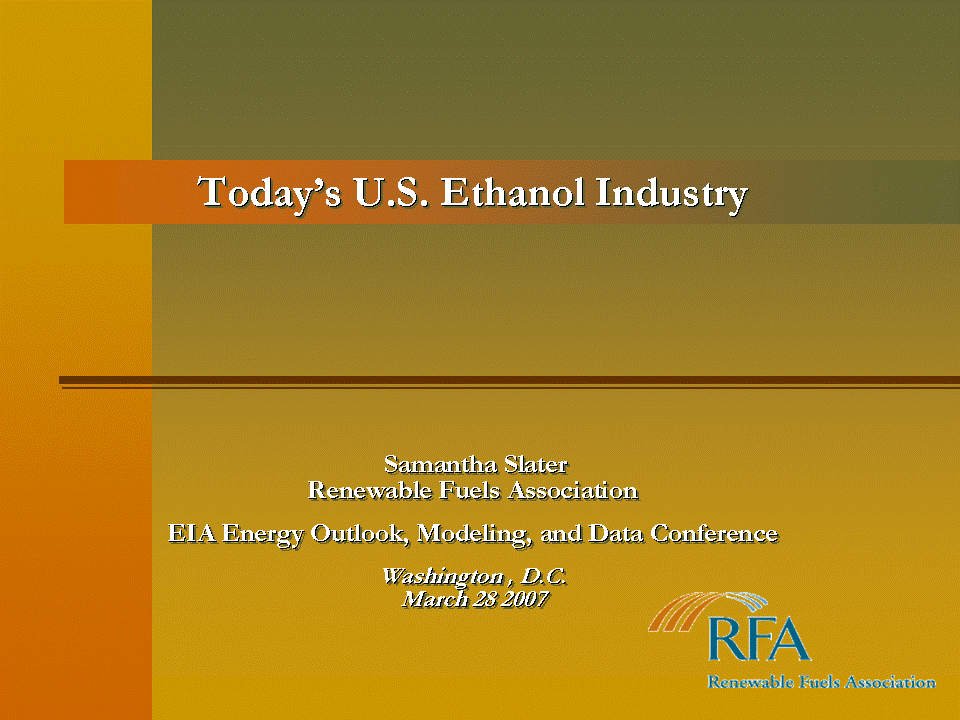 Today’s U.S. Ethanol Industry
Samantha Slater
Renewable Fuels Association
EIA Energy Outlook, Modeling, and Data Conference
Washington , D.C.
March 28 2007
RFA
Renewable Fuels Association